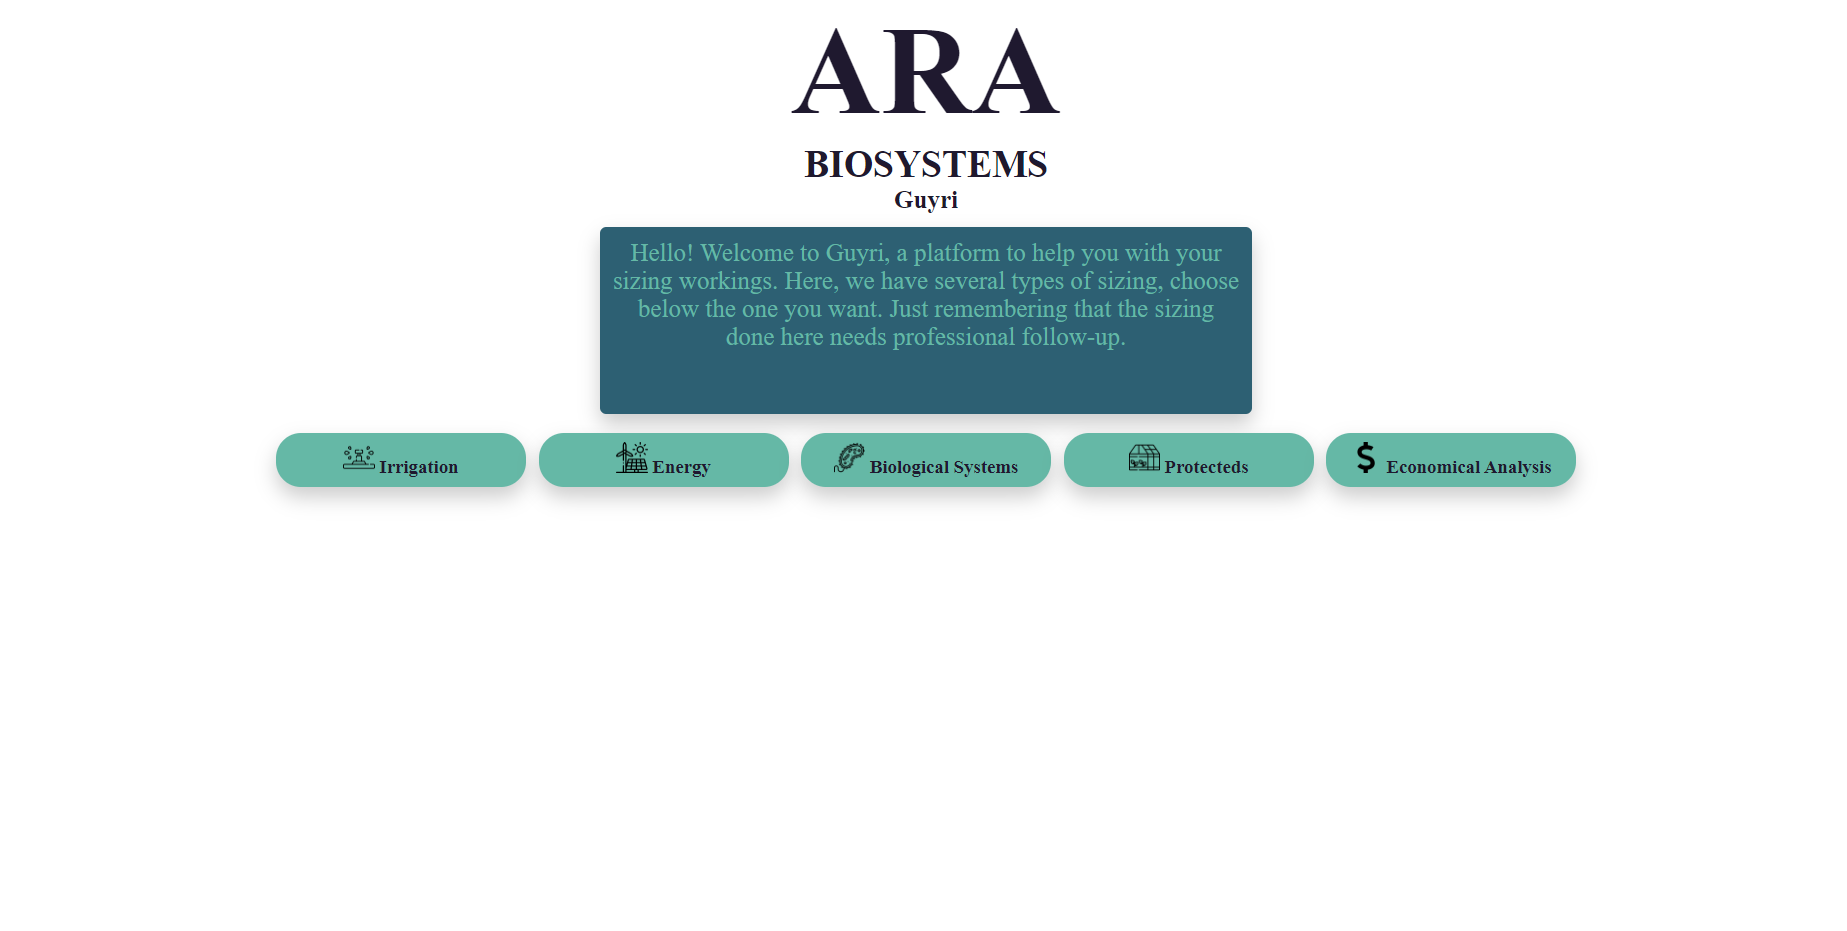 ARA
BIOSYSTEMS
Guyri
Hello! Welcome to Guyri, a platform to help you with your
sizing workings. Here, we have several types of sizing, choose
below the one you want. Just remembering that the sizing
done here needs professional follow-up.
Irrigation
Energy
Biological Systems
Protecteds
Economical Analysis